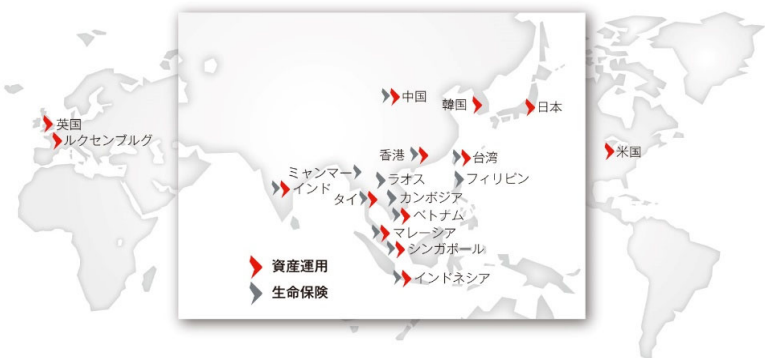 中国
韓国
日本
英国
ルクセンブルグ
香港
台湾
米国
ミャンマー
ラオス
フィリピン
インド
タイ
カンボジア
ベトナム
マレーシア
シンガポール
資産運用
インドネシア
生命保険